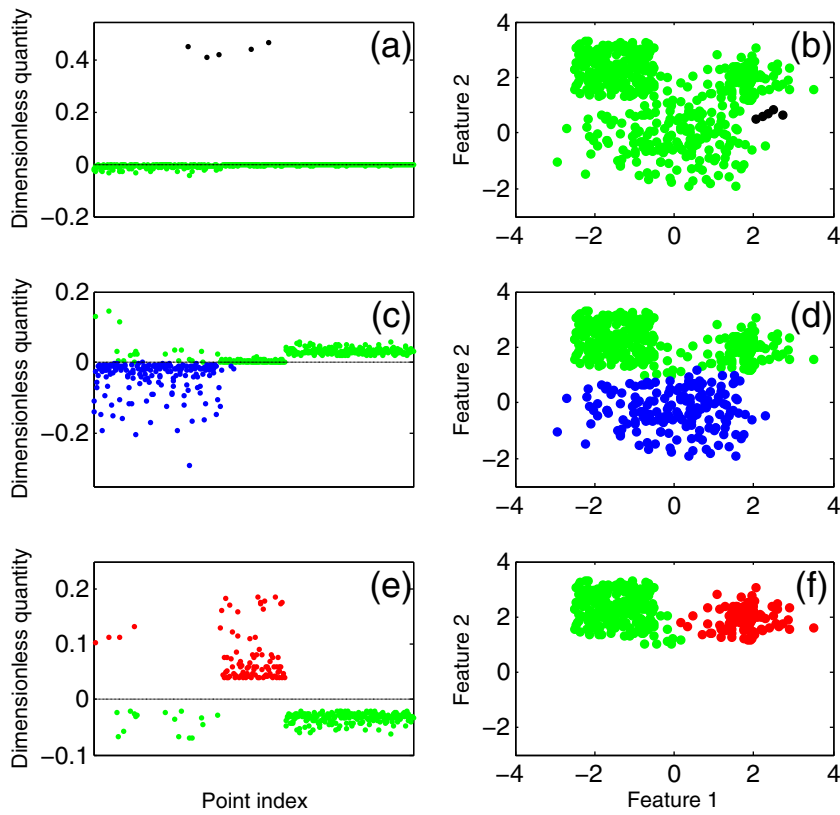 Dimensionless quantity
0.4
0.2
0
−0.2
(a)
Feature 2
4
2
0
−2
−4 −2 0 2 4
(b)
Dimensionless quantity
0.2
0
−0.2
(c)
Feature 2
4
2
0
−2
−4 −2 0 2 4
(d)
Dimensionless quantity
0.2
0.1
0
−0.1
(e)
Point index
Feature 2
4
2
0
−2
−4 −2 0 2 4
(f)
Feature 1